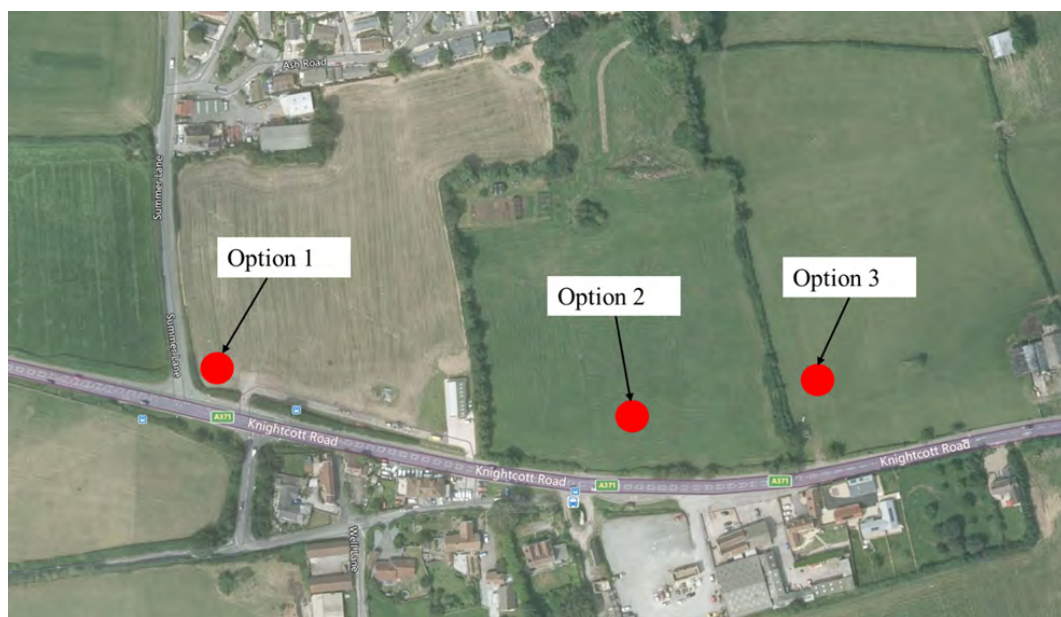 Ash Road
Summer Lane
Option 1
Option 2
Option 3
Summer Lane
A371
Knightcott Road
Knightcott Road
A371
A371
Knightcott Road
Well Lane